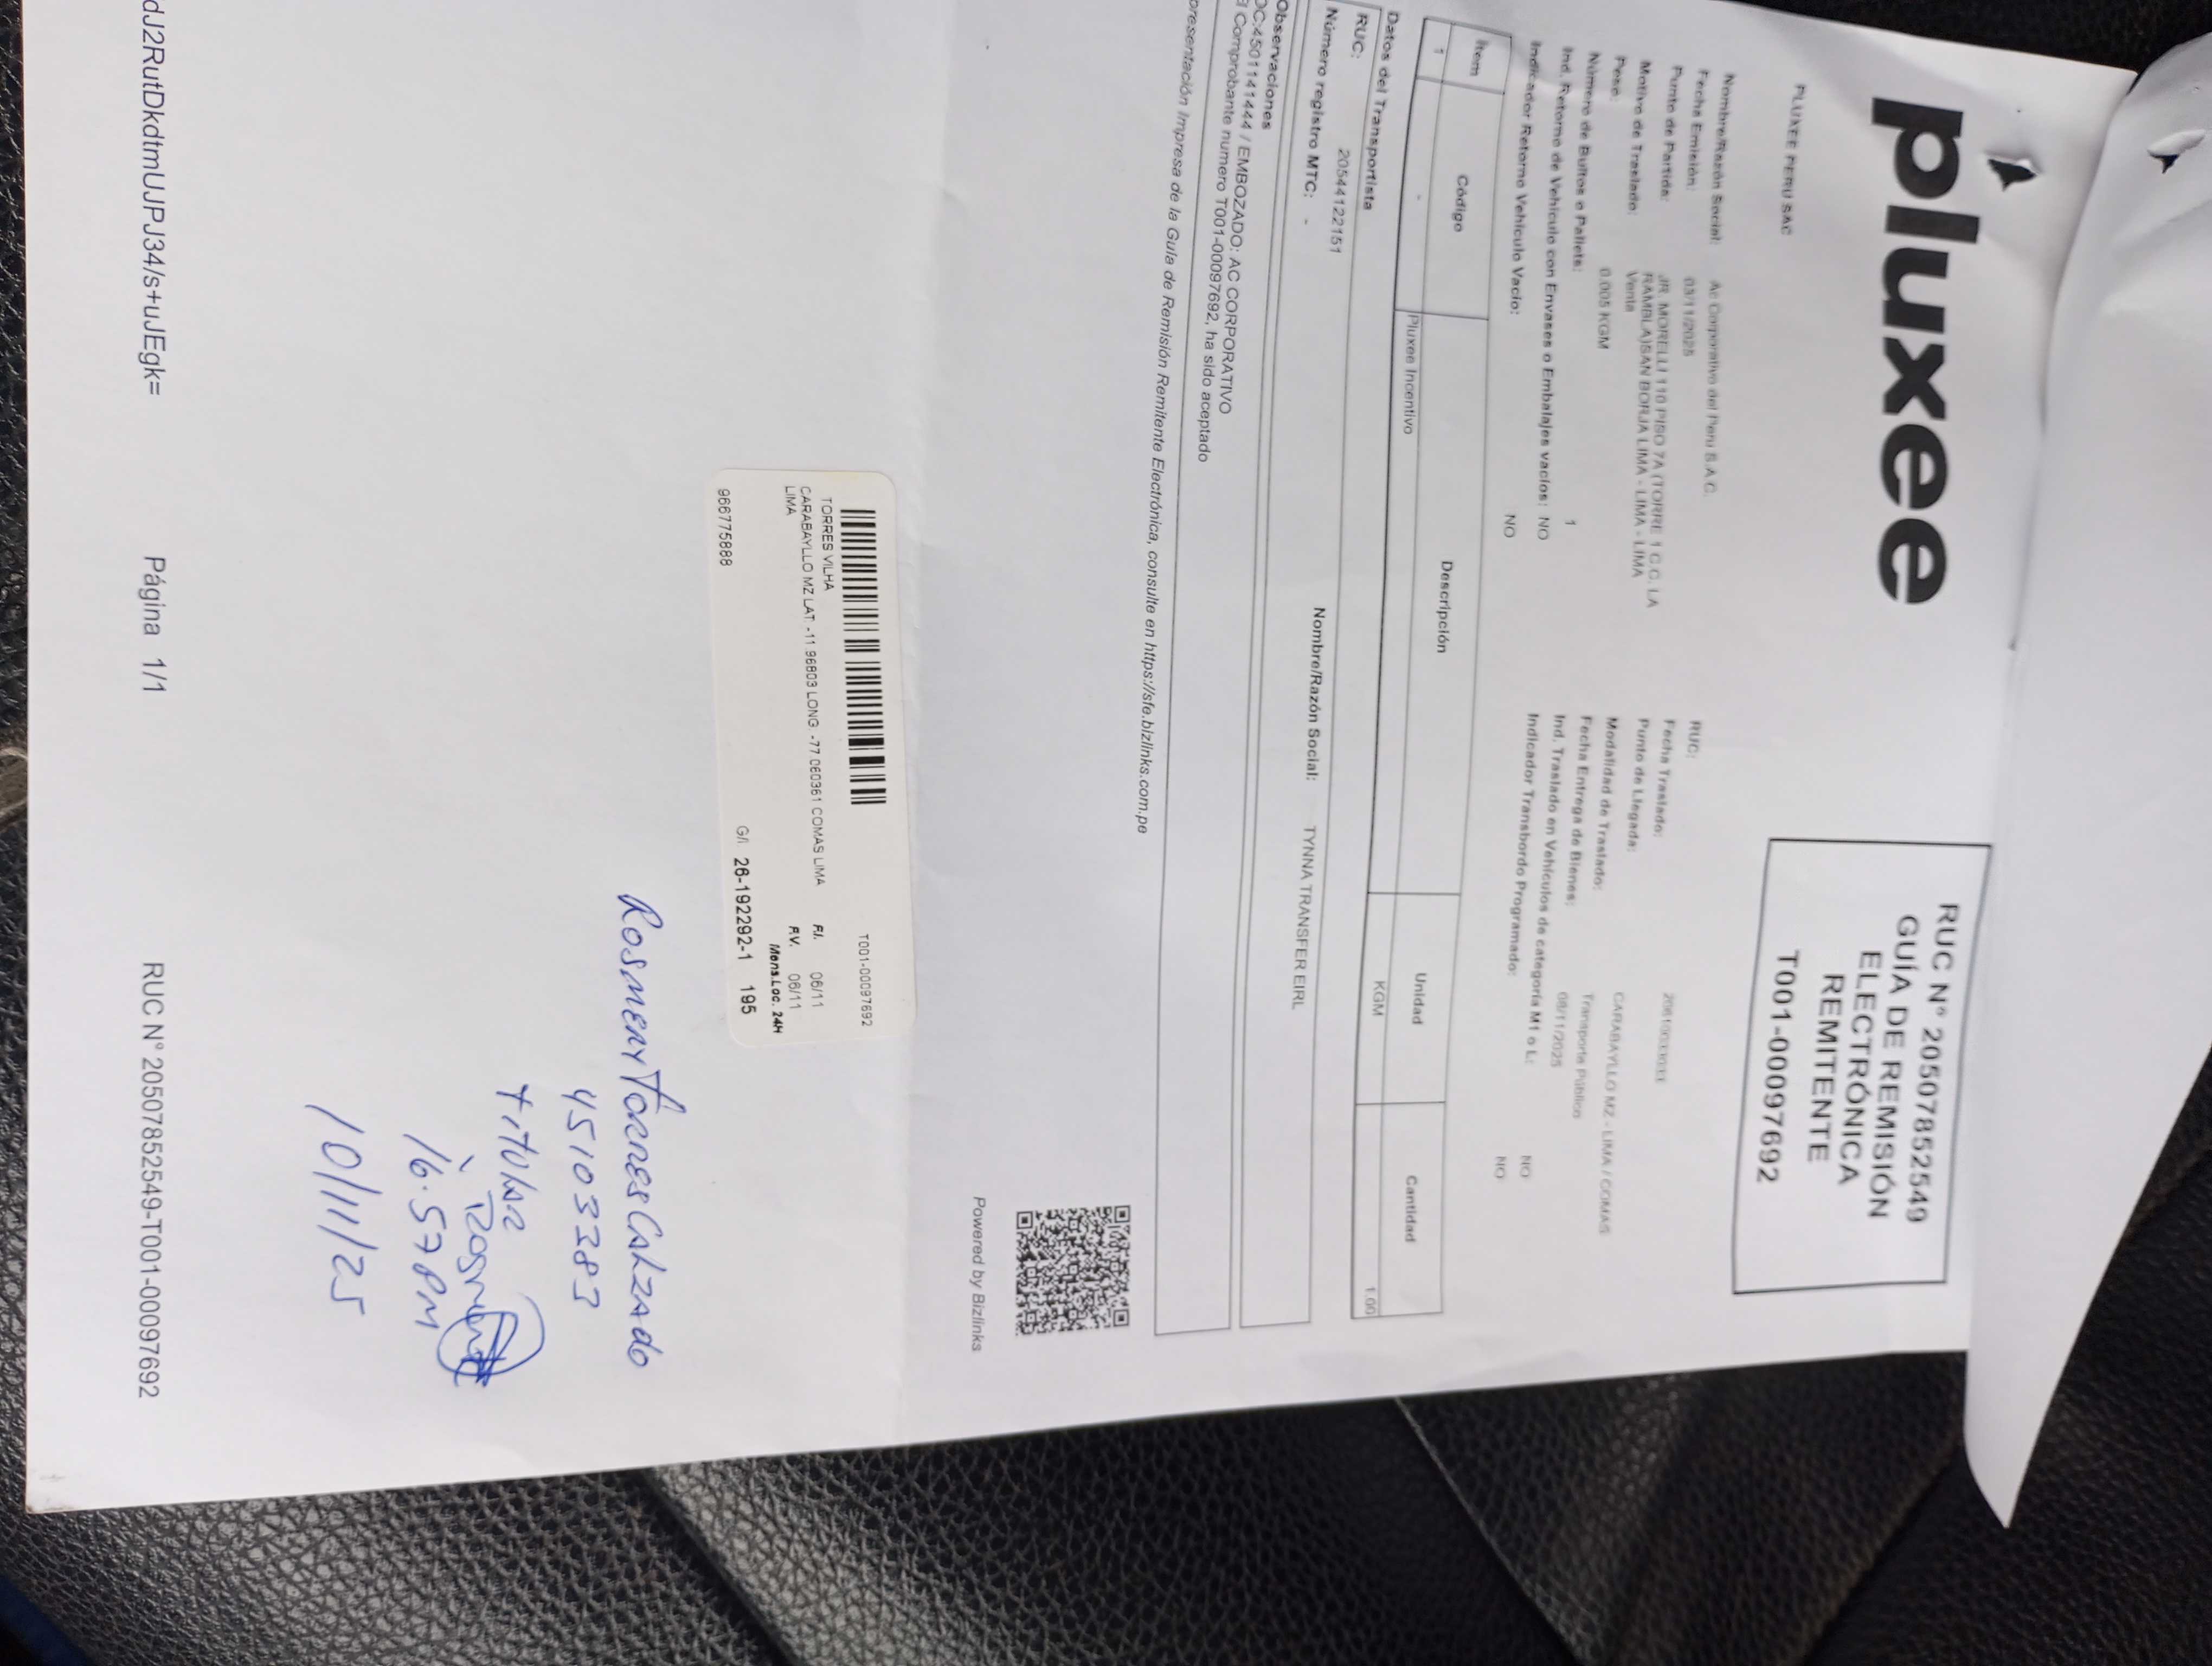 pluxee
RUC N° 20507852549
GUÍA DE REMISIÓN
ELECTRÓNICA
REMITENTE
T001-00097692
PLUXEE PERU SAC
Nombre/Razón Social: Ac Corporativo del Perú S.A.C.
RUC:
Fecha Emisión: 03/11/2025
Fecha Traslado:
Punto de Partida: JR. MORELLI 110 PISO 7A (TORRE 1 C.C. LA RAMBLA)SAN BORJA LIMA - LIMA - LIMA
Punto de Llegada: CARABAYLLO MZ - LIMA / COMAS
Motivo de Traslado: Venta
Modalidad de Traslado: Transporte Público
Peso: 0.005 KGM
Fecha Entrega de Bienes: 08/11/2025
Número de Bultos o Pallets: 1
Ind. Traslado en Vehículos de categoría M1 o L: NO
Ind. Retorno de Vehículo con Envases o Embalajes vacíos: NO
Indicador Transbordo Programado: NO
Indicador Retorno Vehículo Vacío: NO
Item Código Descripción Unidad Cantidad
1 - Pluxee Incentivo KGM 1.00
Datos del Transportista
RUC: 20544122151 Nombre/Razón Social: TYNNA TRANSFER EIRL
Número registro MTC: -
Observaciones
OC:4501141444 / EMBOZADO: AC CORPORATIVO
El Comprobante numero T001-00097692, ha sido aceptado
presentación impresa de la Guía de Remisión Remitente Electrónica, consulte en https://sfe.bizlinks.com.pe
Powered by Bizlinks
T001-0097692
TORRES VILHA
F.I. 06/11
CARABAYLLO MZ LAT: -11.96803 LONG: -77.060361 COMAS LIMA
F.V. 06/11
LIMA
Mens.Loc. 24H
966775888
G/I 26-192292-1 195
Rosmery Torres Calzado
45103383
Titular
Rosmery
16.57 PM
10/11/25
dJ2RutDkdtmUJPJ34/s+uJEgk= Página 1/1 RUC N° 20507852549-T001-00097692